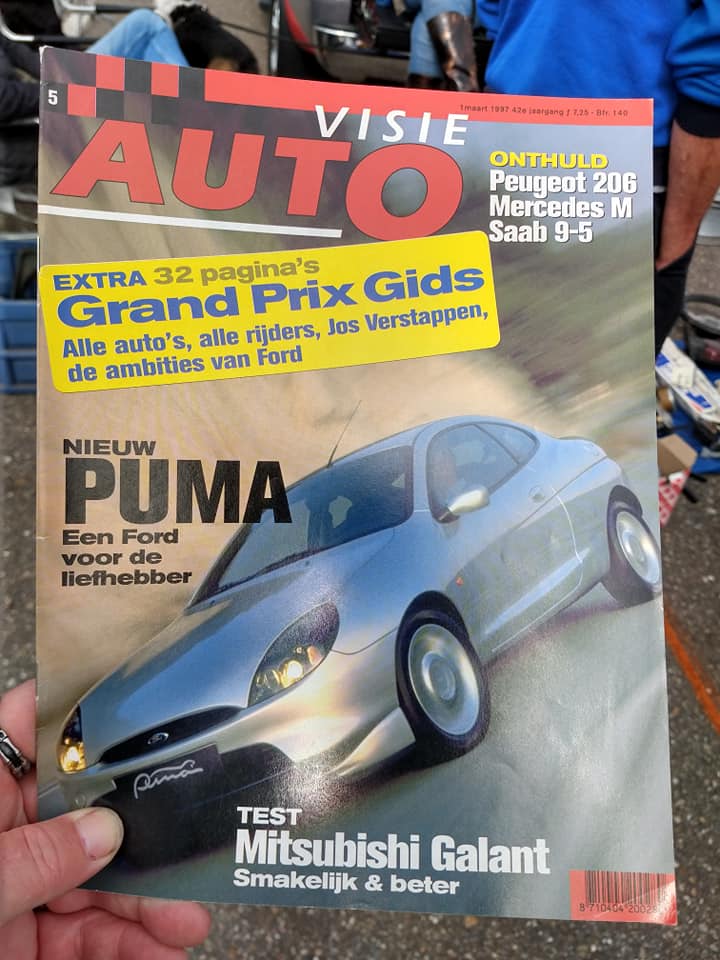 5
1 maart 1997 42e jaargang ƒ 7,25 - Bfr. 140
VISIE
AUTO
ONTHULD
Peugeot 206
Mercedes M
Saab 9-5
EXTRA 32 pagina's
Grand Prix Gids
Alle auto's, alle rijders, Jos Verstappen,
de ambities van Ford
NIEUW
PUMA
Een Ford
voor de
liefhebber
Ford
Puma
TEST
Mitsubishi Galant
Smakelijk & beter